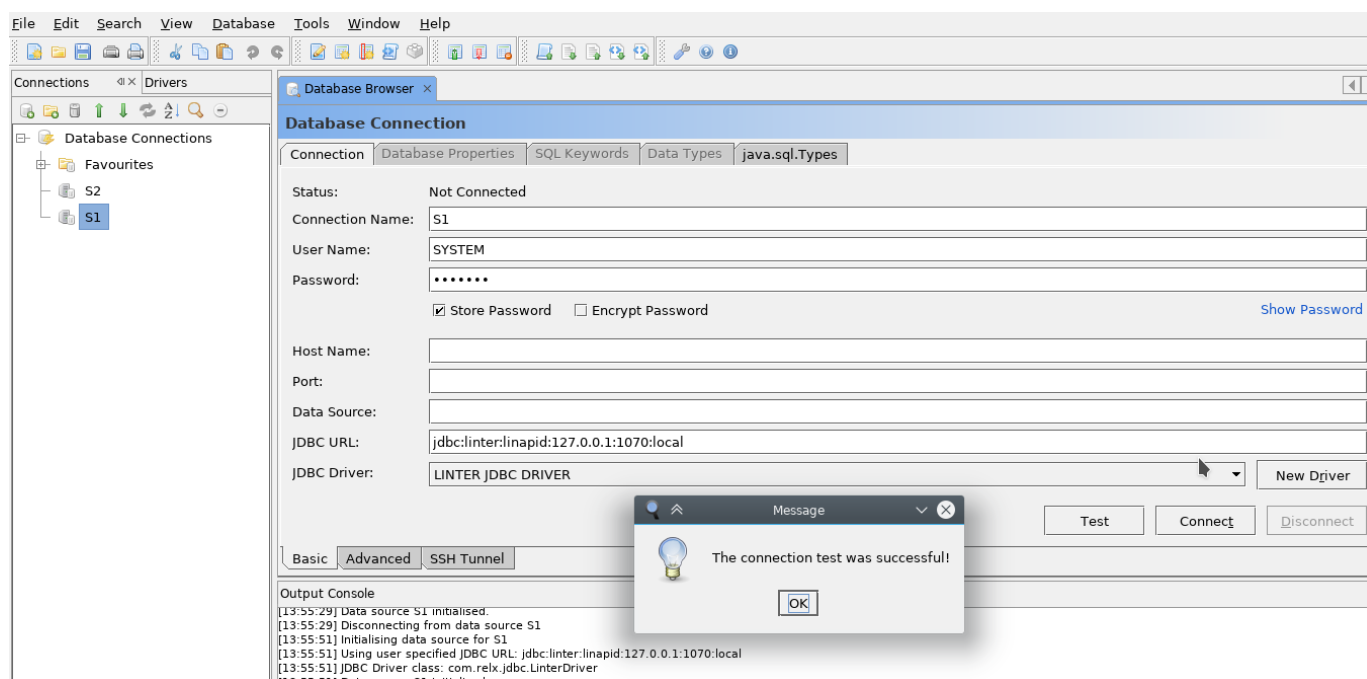 File Edit Search View Database Tools Window Help
Connections Drivers
Database Browser
Database Connections
Favourites
S2
S1
Database Connection
Connection Database Properties SQL Keywords Data Types java.sql.Types
Status: Not Connected
Connection Name: S1
User Name: SYSTEM
Password: •••••••
Store Password Encrypt Password Show Password
Host Name:
Port:
Data Source:
JDBC URL: jdbc:linter:linapid:127.0.0.1:1070:local
JDBC Driver: LINTER JDBC DRIVER New Driver
Test Connect Disconnect
Message
The connection test was successful!
OK
Basic Advanced SSH Tunnel
Output Console
[13:55:29] Data source S1 initialised.
[13:55:29] Disconnecting from data source S1
[13:55:51] Initialising data source for S1
[13:55:51] Using user specified JDBC URL: jdbc:linter:linapid:127.0.0.1:1070:local
[13:55:51] JDBC Driver class: com.relx.jdbc.LinterDriver